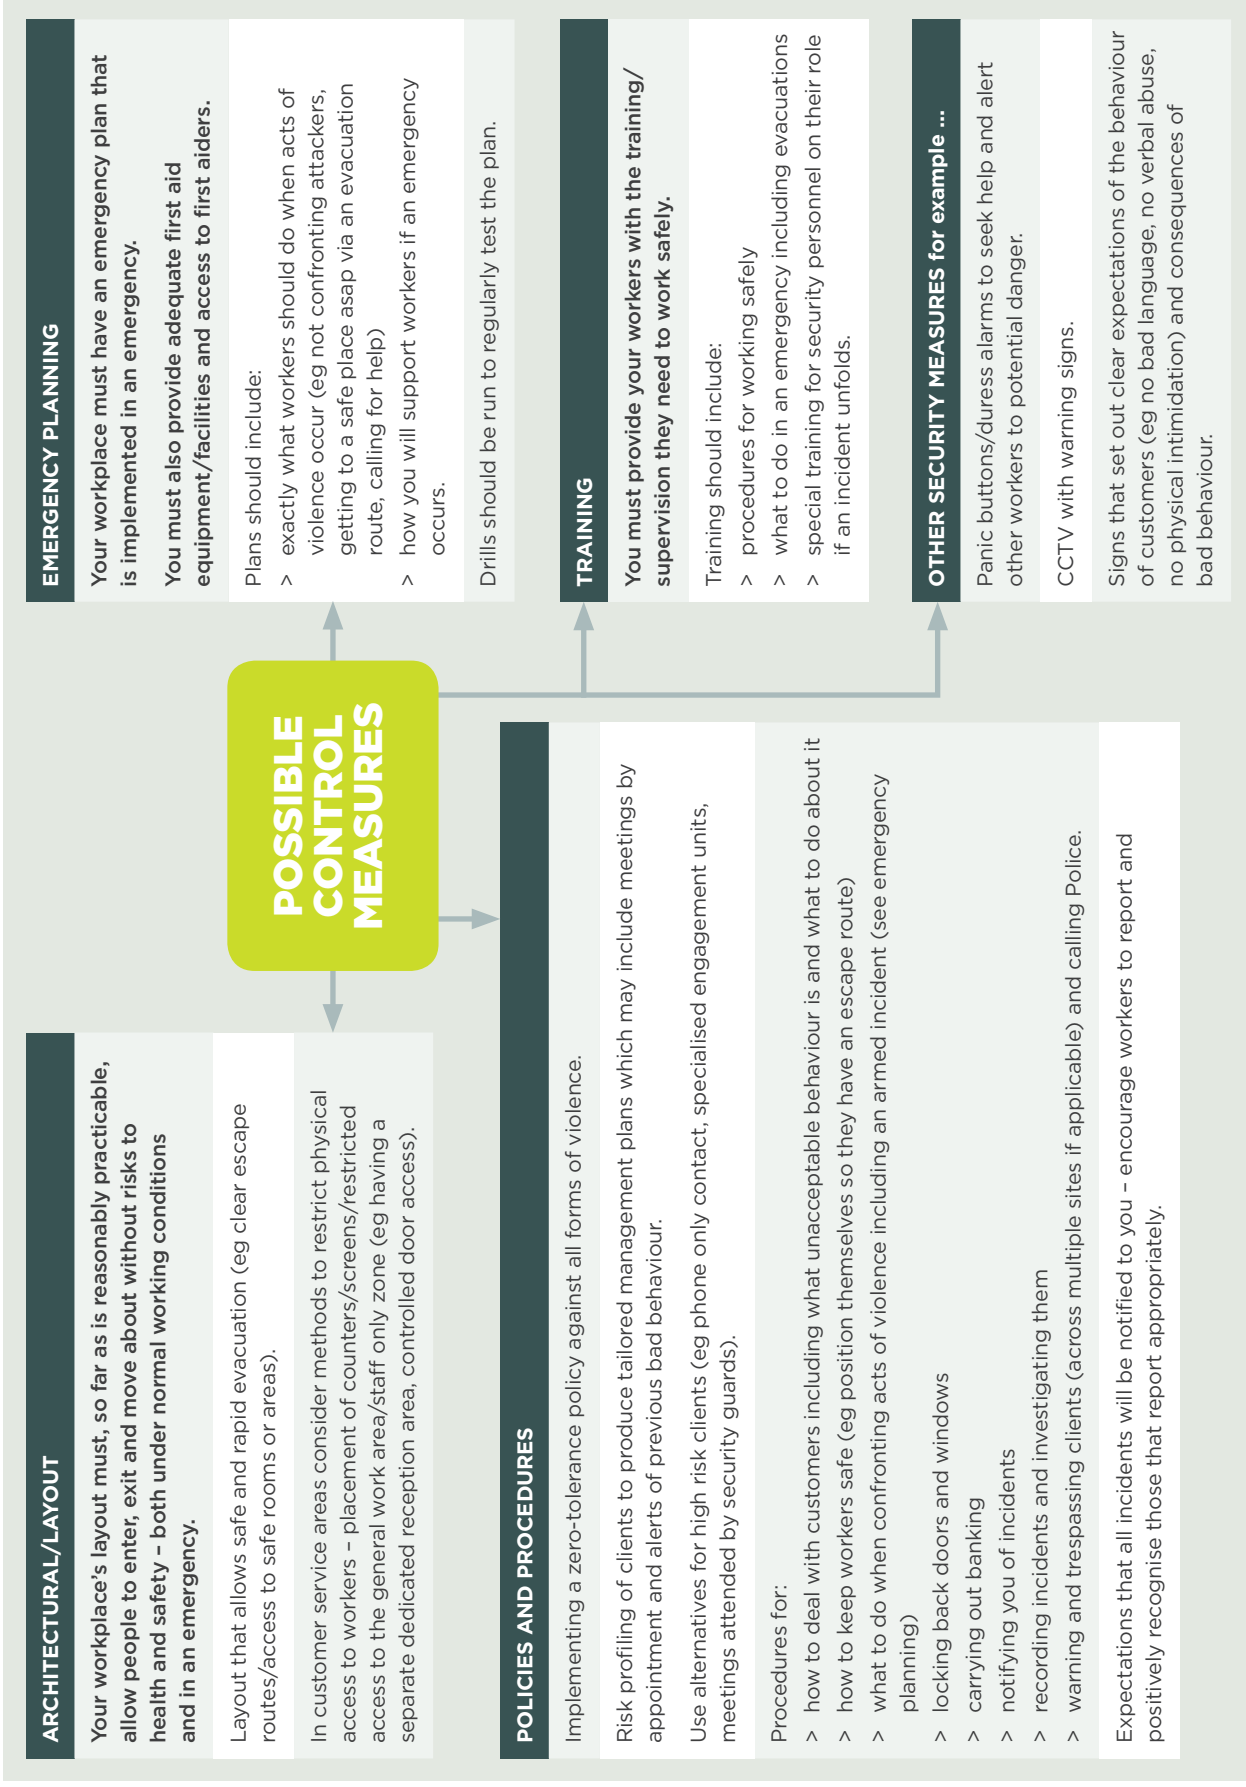 POSSIBLE
CONTROL
MEASURES
ARCHITECTURAL/LAYOUT
Your workplace's layout must, so far as is reasonably practicable,
allow people to enter, exit and move about without risks to
health and safety – both under normal working conditions
and in an emergency.
Layout that allows safe and rapid evacuation (eg clear escape
routes/access to safe rooms or areas).
In customer service areas consider methods to restrict physical
access to workers – placement of counters/screens/restricted
access to the general work area/staff only zone (eg having a
separate dedicated reception area, controlled door access).
EMERGENCY PLANNING
Your workplace must have an emergency plan that
is implemented in an emergency.
You must also provide adequate first aid
equipment/facilities and access to first aiders.
Plans should include:
> exactly what workers should do when acts of
violence occur (eg not confronting attackers,
getting to a safe place asap via an evacuation
route, calling for help)
> how you will support workers if an emergency
occurs.
Drills should be run to regularly test the plan.
POLICIES AND PROCEDURES
Implementing a zero-tolerance policy against all forms of violence.
Risk profiling of clients to produce tailored management plans which may include meetings by
appointment and alerts of previous bad behaviour.
Use alternatives for high risk clients (eg phone only contact, specialised engagement units,
meetings attended by security guards).
Procedures for:
> how to deal with customers including what unacceptable behaviour is and what to do about it
> how to keep workers safe (eg position themselves so they have an escape route)
> what to do when confronting acts of violence including an armed incident (see emergency
planning)
> locking back doors and windows
> carrying out banking
> notifying you of incidents
> recording incidents and investigating them
> warning and trespassing clients (across multiple sites if applicable) and calling Police.
Expectations that all incidents will be notified to you – encourage workers to report and
positively recognise those that report appropriately.
TRAINING
You must provide your workers with the training/
supervision they need to work safely.
Training should include:
> procedures for working safely
> what to do in an emergency including evacuations
> special training for security personnel on their role
if an incident unfolds.
OTHER SECURITY MEASURES for example ...
Panic buttons/duress alarms to seek help and alert
other workers to potential danger.
CCTV with warning signs.
Signs that set out clear expectations of the behaviour
of customers (eg no bad language, no verbal abuse,
no physical intimidation) and consequences of
bad behaviour.